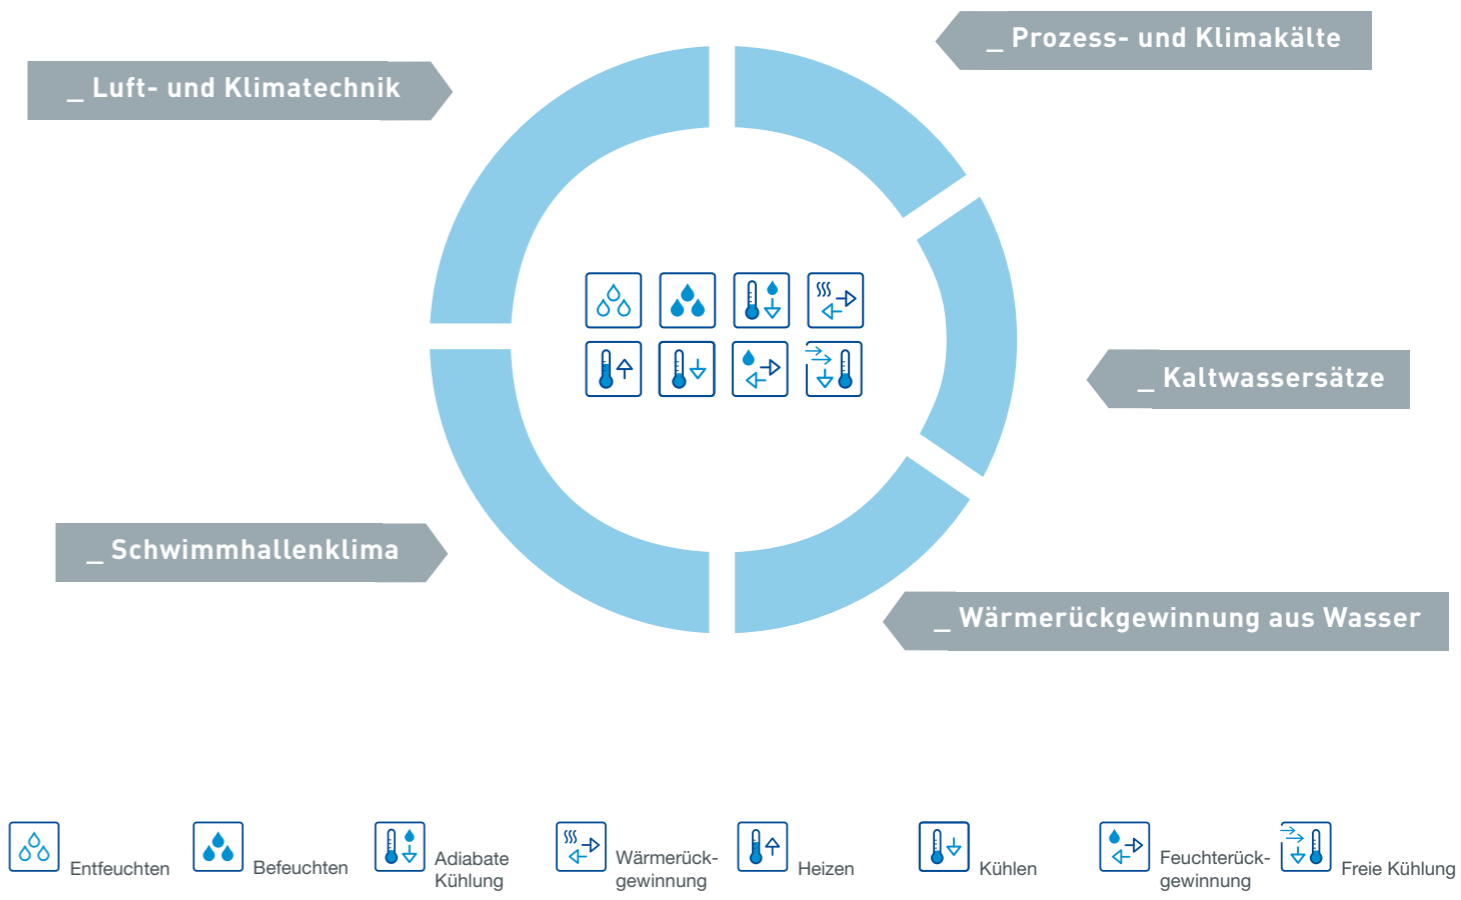 _ Prozess- und Klimakälte
_ Luft- und Klimatechnik
_ Kaltwassersätze
_ Schwimmhallenklima
_ Wärmerückgewinnung aus Wasser
Entfeuchten
Befeuchten
Adiabate
Kühlung
Wärmerück-
gewinnung
Heizen
Kühlen
Feuchterück-
gewinnung
Freie Kühlung